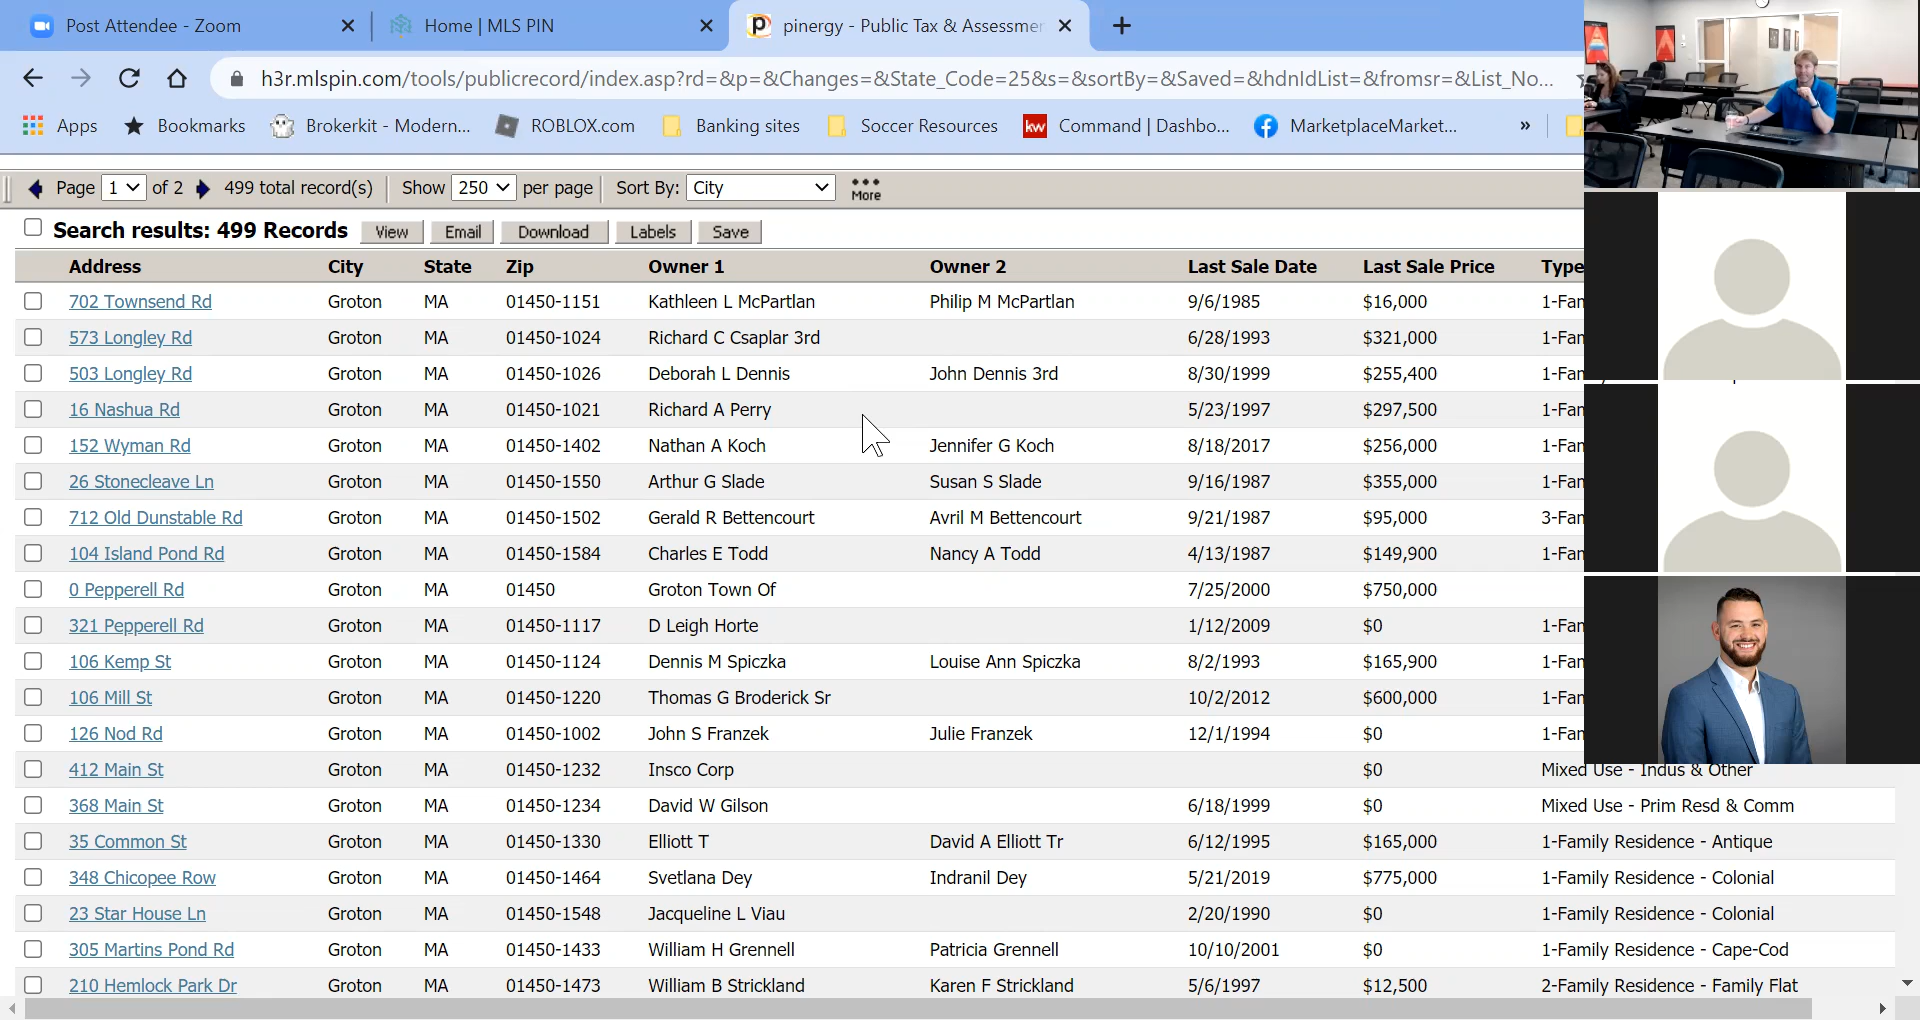 Post Attendee - Zoom
Home | MLS PIN
pinergy - Public Tax & Assessme
h3r.mlspin.com/tools/publicrecord/index.asp?rd=&p=&Changes=&State_Code=25&s=&sortBy=&Saved=&hdnIdList=&fromsr=&List_No...
Apps Bookmarks Brokerkit - Modern... ROBLOX.com Banking sites Soccer Resources kw Command | Dashbo... MarketplaceMarket... »
Page 1 of 2 499 total record(s) Show 250 per page Sort By: City More
Search results: 499 Records View Email Download Labels Save
Address City State Zip Owner 1 Owner 2 Last Sale Date Last Sale Price Type
702 Townsend Rd Groton MA 01450-1151 Kathleen L McPartlan Philip M McPartlan 9/6/1985 $16,000 1-Fam
573 Longley Rd Groton MA 01450-1024 Richard C Csaplar 3rd 6/28/1993 $321,000 1-Fam
503 Longley Rd Groton MA 01450-1026 Deborah L Dennis John Dennis 3rd 8/30/1999 $255,400 1-Fam
16 Nashua Rd Groton MA 01450-1021 Richard A Perry 5/23/1997 $297,500 1-Fam
152 Wyman Rd Groton MA 01450-1402 Nathan A Koch Jennifer G Koch 8/18/2017 $256,000 1-Fam
26 Stonecleave Ln Groton MA 01450-1550 Arthur G Slade Susan S Slade 9/16/1987 $355,000 1-Fam
712 Old Dunstable Rd Groton MA 01450-1502 Gerald R Bettencourt Avril M Bettencourt 9/21/1987 $95,000 3-Fam
104 Island Pond Rd Groton MA 01450-1584 Charles E Todd Nancy A Todd 4/13/1987 $149,900 1-Fam
0 Pepperell Rd Groton MA 01450 Groton Town Of 7/25/2000 $750,000
321 Pepperell Rd Groton MA 01450-1117 D Leigh Horte 1/12/2009 $0 1-Fam
106 Kemp St Groton MA 01450-1124 Dennis M Spiczka Louise Ann Spiczka 8/2/1993 $165,900 1-Fam
106 Mill St Groton MA 01450-1220 Thomas G Broderick Sr 10/2/2012 $600,000 1-Fam
126 Nod Rd Groton MA 01450-1002 John S Franzek Julie Franzek 12/1/1994 $0 1-Fam
412 Main St Groton MA 01450-1232 Insco Corp $0 Mixed Use - Indus & Other
368 Main St Groton MA 01450-1234 David W Gilson 6/18/1999 $0 Mixed Use - Prim Resd & Comm
35 Common St Groton MA 01450-1330 Elliott T David A Elliott Tr 6/12/1995 $165,000 1-Family Residence - Antique
348 Chicopee Row Groton MA 01450-1464 Svetlana Dey Indranil Dey 5/21/2019 $775,000 1-Family Residence - Colonial
23 Star House Ln Groton MA 01450-1548 Jacqueline L Viau 2/20/1990 $0 1-Family Residence - Colonial
305 Martins Pond Rd Groton MA 01450-1433 William H Grennell Patricia Grennell 10/10/2001 $0 1-Family Residence - Cape-Cod
210 Hemlock Park Dr Groton MA 01450-1473 William B Strickland Karen F Strickland 5/6/1997 $12,500 2-Family Residence - Family Flat